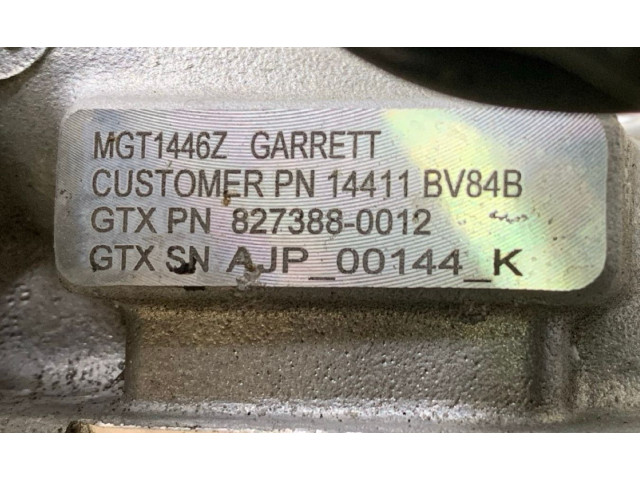 MGT1446Z GARRETT
CUSTOMER PN 14411 BV84B
GTX PN 827388-0012
GTX SN AJP_00144_K